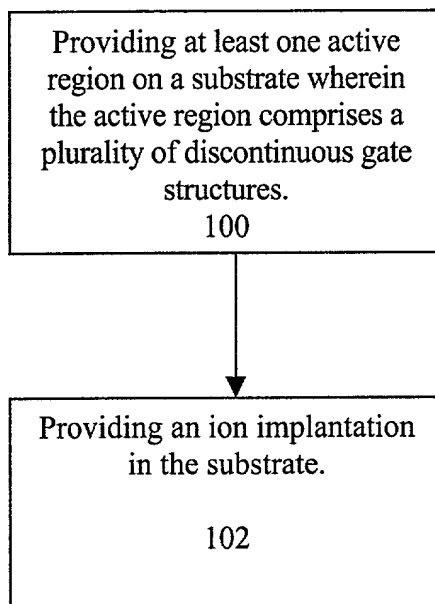 Providing at least one active
region on a substrate wherein
the active region comprises a
plurality of discontinuous gate
structures.
100
Providing an ion implantation
in the substrate.
102